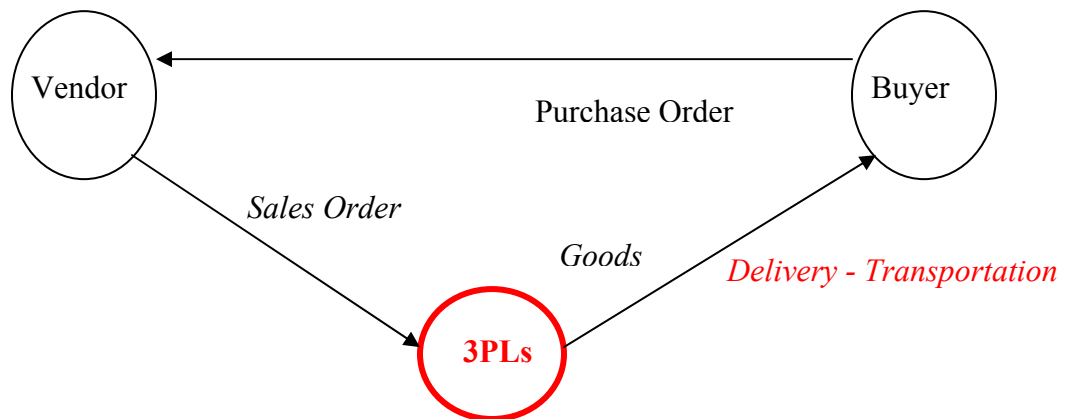 Vendor
Buyer
Purchase Order
Sales Order
Goods
Delivery - Transportation
3PLs